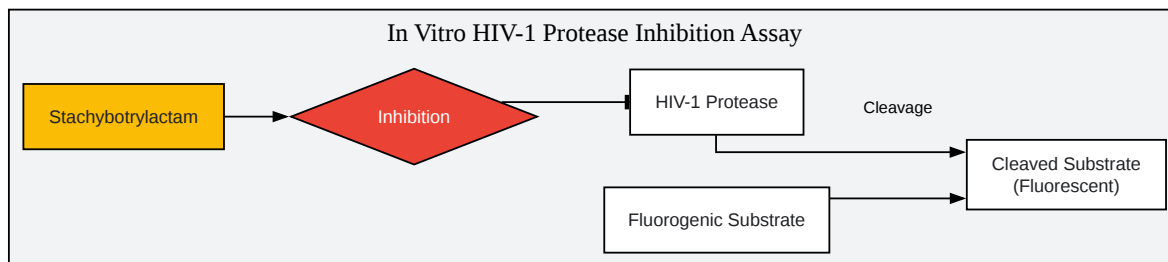 In Vitro HIV-1 Protease Inhibition Assay
Stachybotrylactam
Inhibition
HIV-1 Protease
Cleavage
Cleaved Substrate
(Fluorescent)
Fluorogenic Substrate